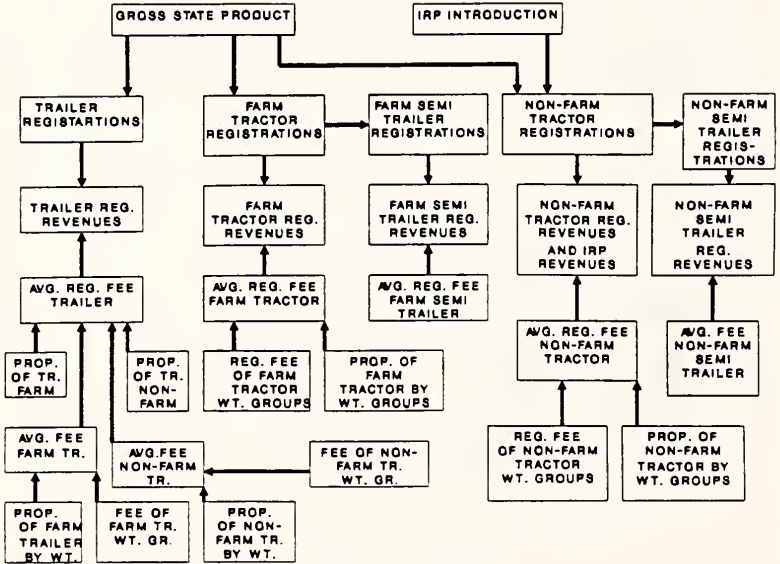 GROSS STATE PRODUCT
IRP INTRODUCTION
TRAILER
REGISTARTIONS
FARM
TRACTOR
REGISTRATIONS
FARM SEMI
TRAILER
REGISTRATIONS
NON-FARM
TRACTOR
REGISTRATIONS
NON-FARM
SEMI
TRAILER
REGIS-
TRATIONS
TRAILER REG.
REVENUES
FARM
TRACTOR REG.
REVENUES
FARM SEMI
TRAILER REG.
REVENUES
NON-FARM
TRACTOR REG.
REVENUES
AND IRP
REVENUES
NON-FARM
SEMI
TRAILER
REG.
REVENUES
AVG. REG. FEE
TRAILER
AVG. REG. FEE
FARM TRACTOR
AVG. REG. FEE
FARM SEMI
TRAILER
AVG. REG. FEE
NON-FARM
TRACTOR
AVG. FEE
NON-FARM
SEMI
TRAILER
PROP.
OF TR.
FARM
PROP.
OF TR.
NON-
FARM
REG. FEE
OF FARM
TRACTOR
WT. GROUPS
PROP. OF
FARM
TRACTOR BY
WT. GROUPS
AVG. FEE
FARM TR.
AVG.FEE
NON-FARM
TR.
FEE OF NON-
FARM TR.
WT. GR.
REG. FEE
OF NON-FARM
TRACTOR
WT. GROUPS
PROP. OF
NON-FARM
TRACTOR BY
WT. GROUPS
PROP.
OF FARM
TRAILER
BY WT.
FEE OF
FARM TR.
WT. GR.
PROP.
OF NON-
FARM TR.
BY WT.